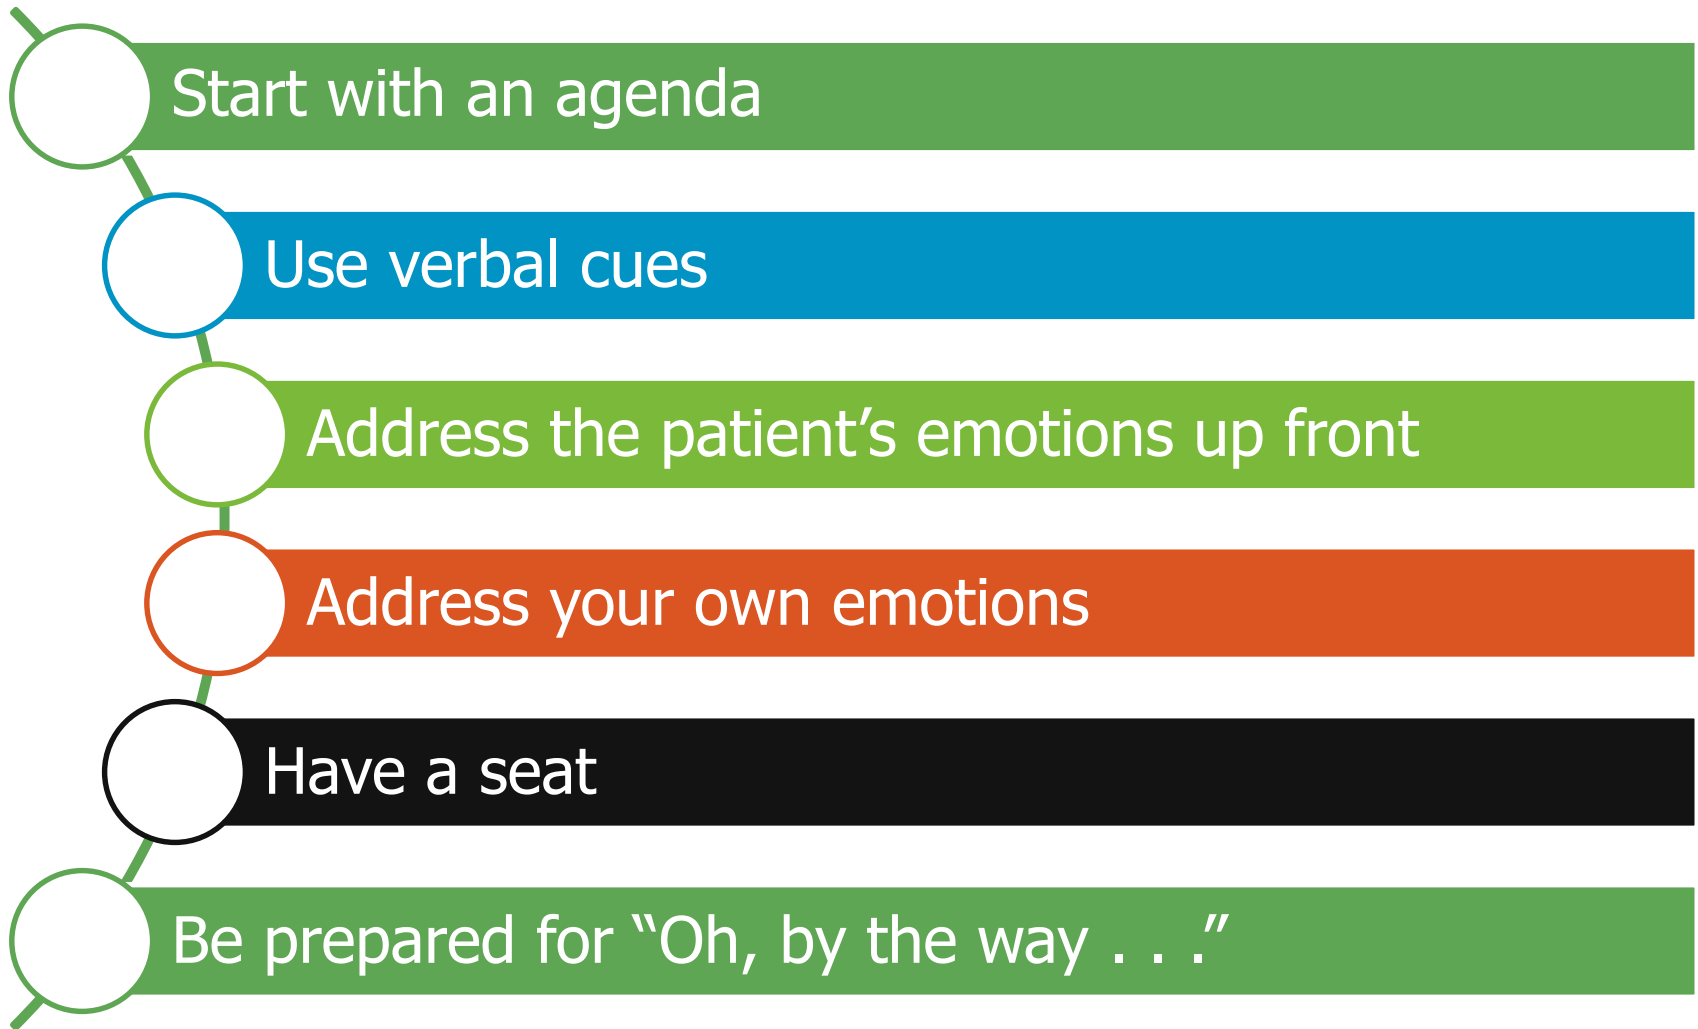 Start with an agenda
Use verbal cues
Address the patient’s emotions up front
Address your own emotions
Have a seat
Be prepared for “Oh, by the way . . .”